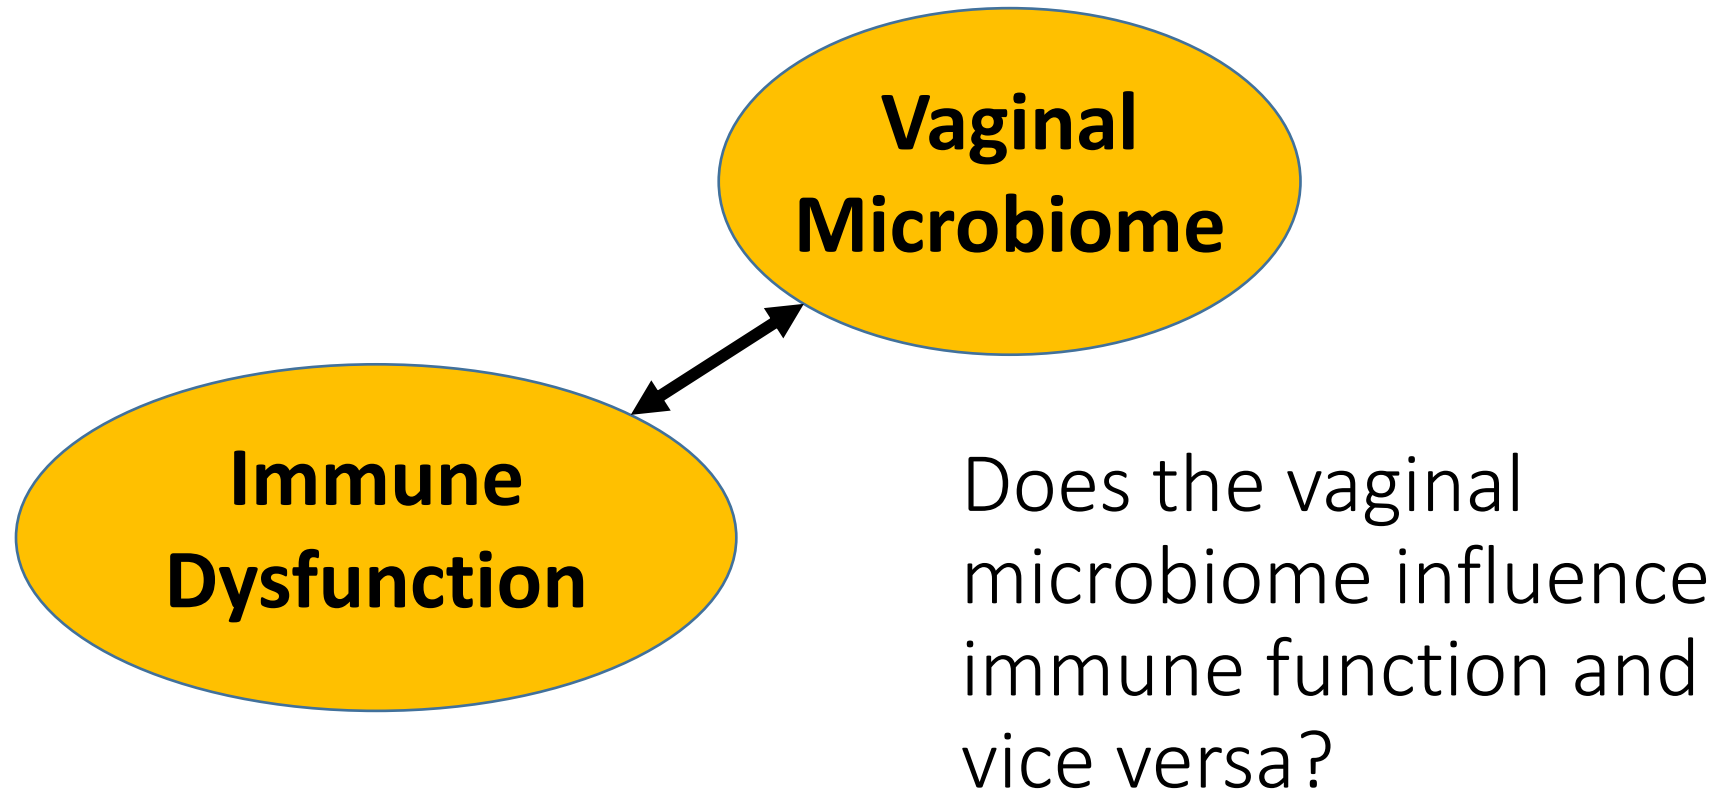 Vaginal
Microbiome
Immune
Dysfunction
Does the vaginal
microbiome influence
immune function and
vice versa?